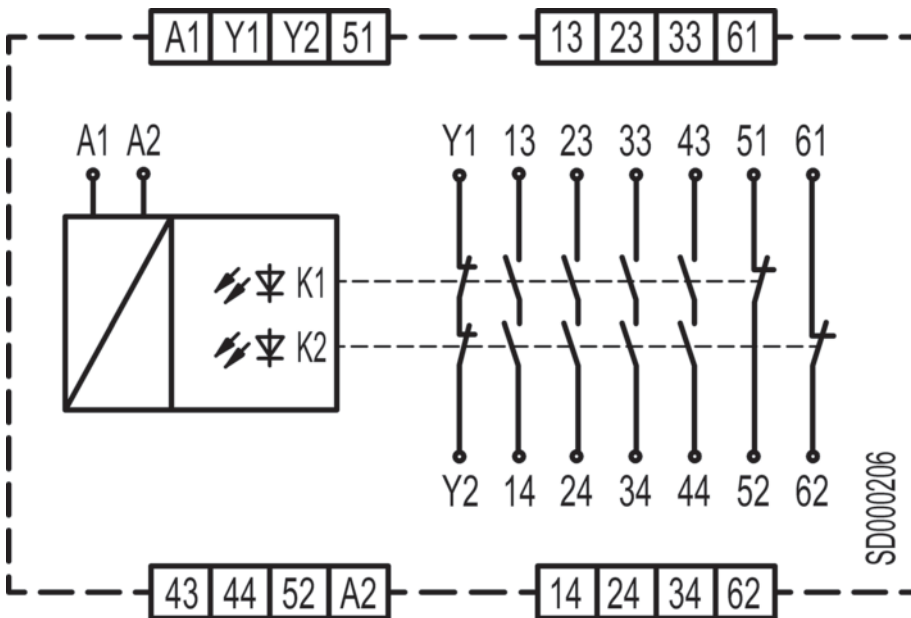 A1 Y1 Y2 51 13 23 33 61
A1 A2 Y1 13 23 33 43 51 61
K1
K2
Y2 14 24 34 44 52 62
SD000206
43 44 52 A2 14 24 34 62